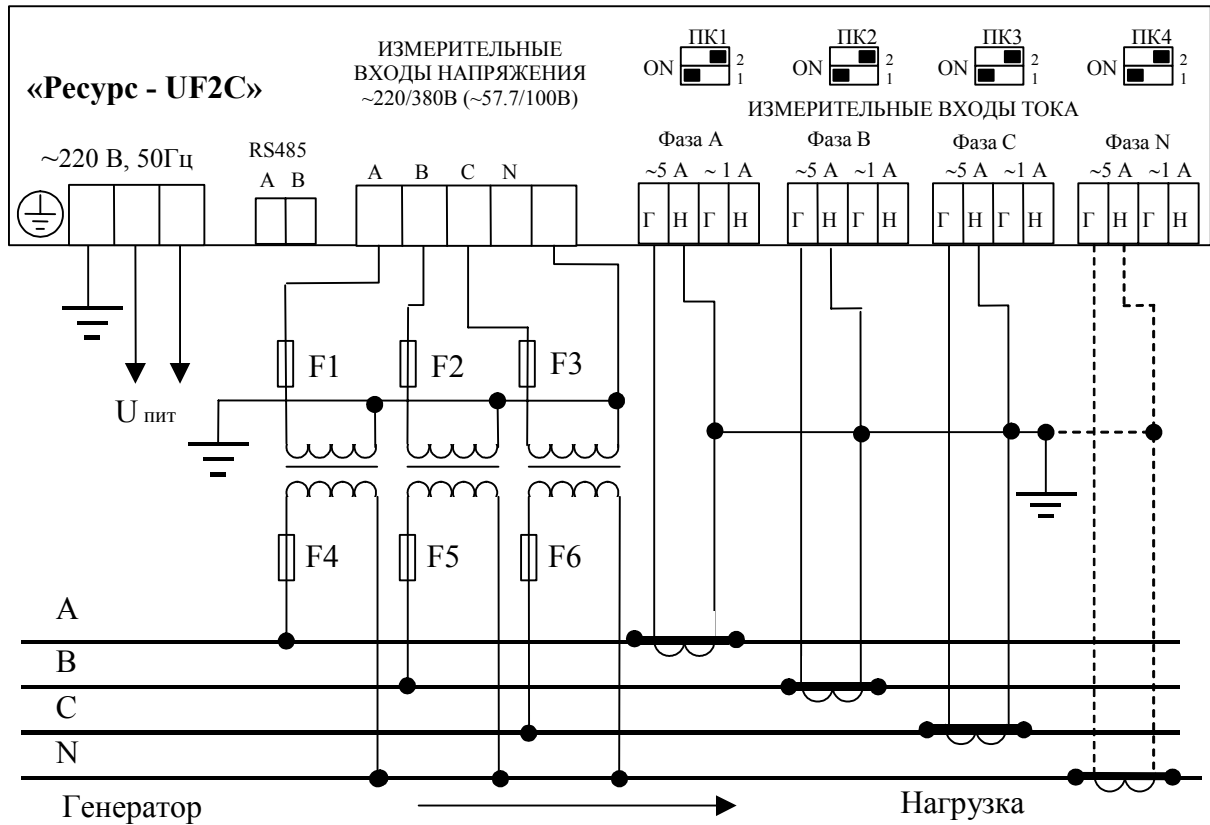 «Ресурс - UF2C»
ИЗМЕРИТЕЛЬНЫЕ
ВХОДЫ НАПРЯЖЕНИЯ
~220/380В (~57.7/100В)
ПК1 ПК2 ПК3 ПК4
ON 2 ON 2 ON 2 ON 2
1 1 1 1
ИЗМЕРИТЕЛЬНЫЕ ВХОДЫ ТОКА
Фаза А Фаза В Фаза С Фаза N
~220 В, 50Гц
RS485
A B
A B C N
~5 А ~ 1 А ~5 А ~1 А ~5 А ~1 А ~5 А ~1 А
Г Н Г Н Г Н Г Н Г Н Г Н Г Н Г Н
F1 F2 F3
U пит
F4 F5 F6
A
B
C
N
Генератор Нагрузка